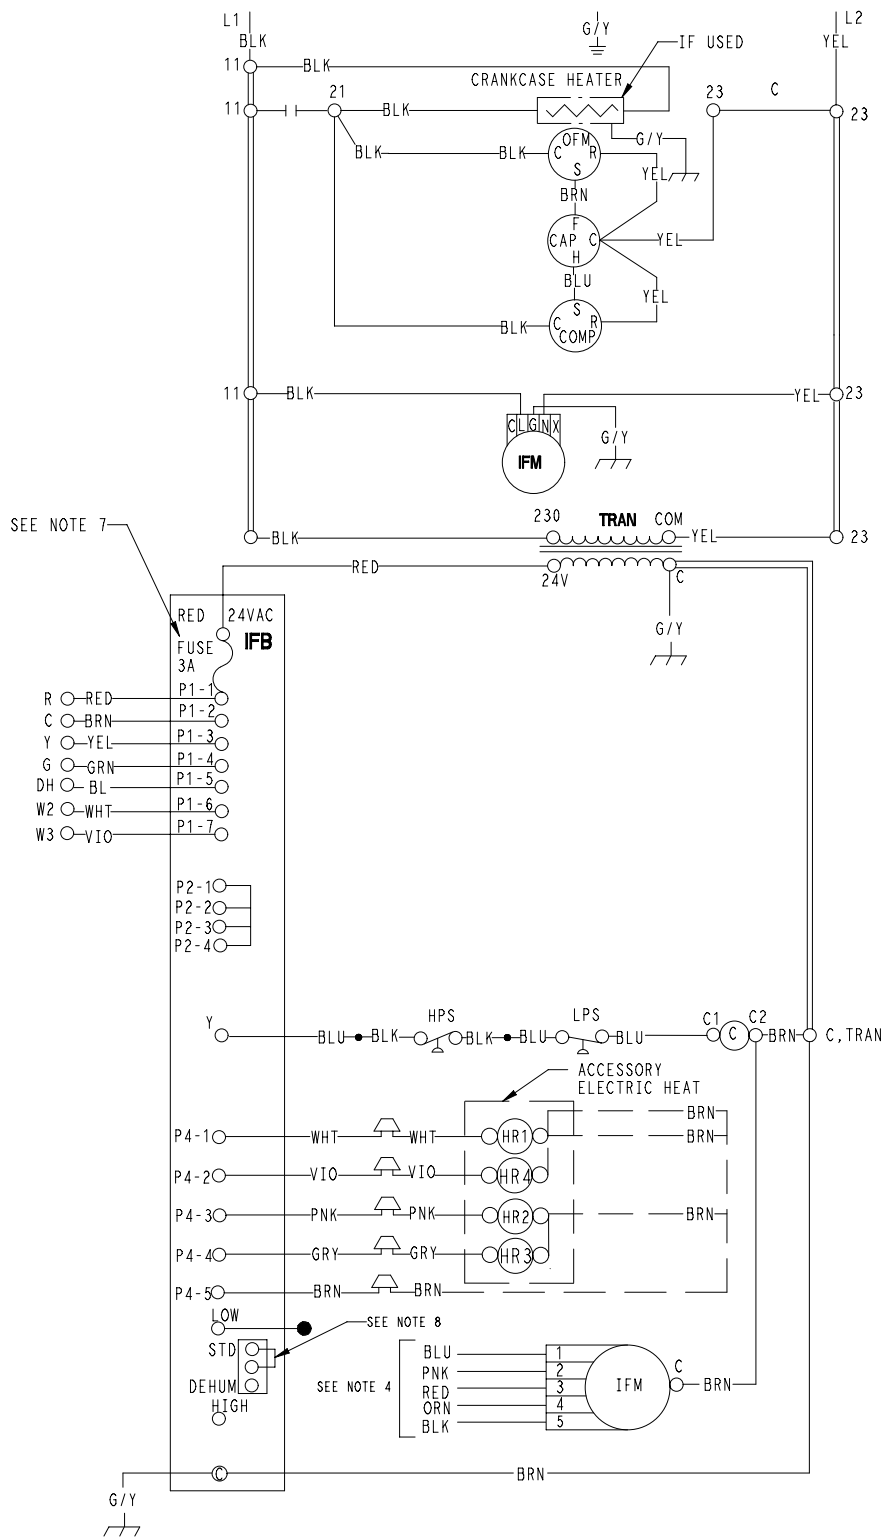 L1 G/Y L2
BLK IF USED YEL
11 BLK
CRANKCASE HEATER
21 23 C
11 BLK 23
G/Y
OFM
BLK BLK C R
S YEL
BRN
F
CAP C YEL
H
BLU
YEL
S
BLK C R
COMP
11 BLK YEL 23
C L G N X
G/Y
IFM
230 TRAN COM
SEE NOTE 7
BLK YEL 23
RED
24V C
RED 24VAC
G/Y
IFB
FUSE
3A
R RED P1-1
C BRN P1-2
Y YEL P1-3
G GRN P1-4
DH BL P1-5
W2 WHT P1-6
W3 VIO P1-7
P2-1
P2-2
P2-3
P2-4
HPS LPS
Y C1 C2
BLU BLK BLK BLU BLU C BRN C,TRAN
ACCESSORY
ELECTRIC HEAT
BRN
P4-1 WHT WHT HR1 BRN
P4-2 VIO VIO HR4
P4-3 PNK PNK HR2 BRN
P4-4 GRY GRY HR3
P4-5 BRN BRN
LOW
SEE NOTE 8
STD
BLU 1
PNK 2
C
DEHUM SEE NOTE 4 RED 3 IFM BRN
HIGH ORN 4
BLK 5
C BRN
G/Y